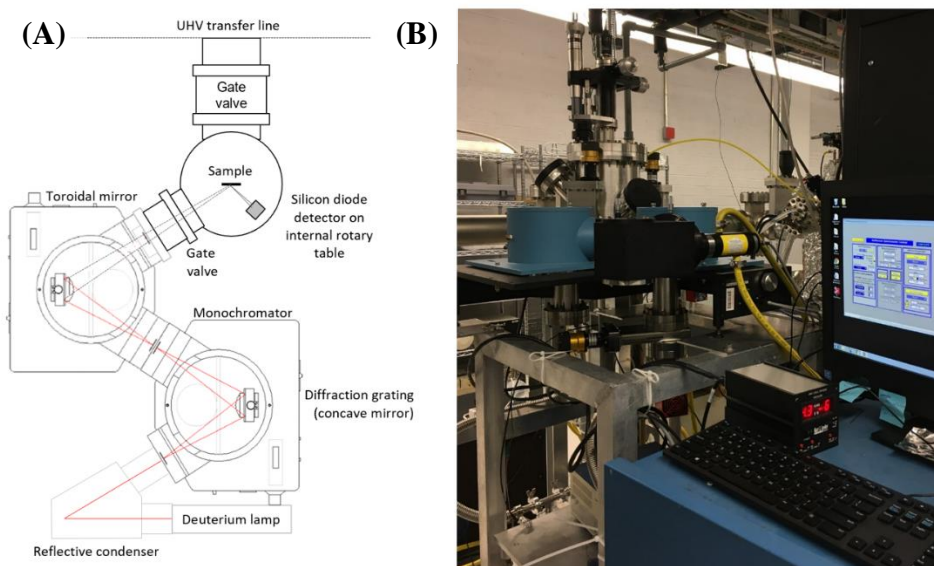 (A)
UHV transfer line
(B)
Gate
valve
Sample
Toroidal mirror
Silicon diode
detector on
internal rotary
table
Gate
valve
Monochromator
Diffraction grating
(concave mirror)
Deuterium lamp
Reflective condenser